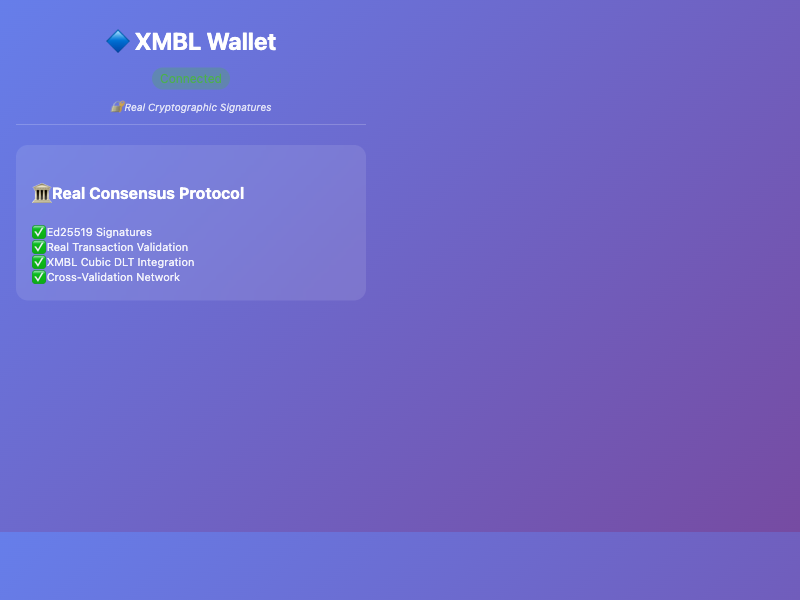 XMBL Wallet
Connected
Real Cryptographic Signatures
Real Consensus Protocol
Ed25519 Signatures
Real Transaction Validation
XMBL Cubic DLT Integration
Cross-Validation Network